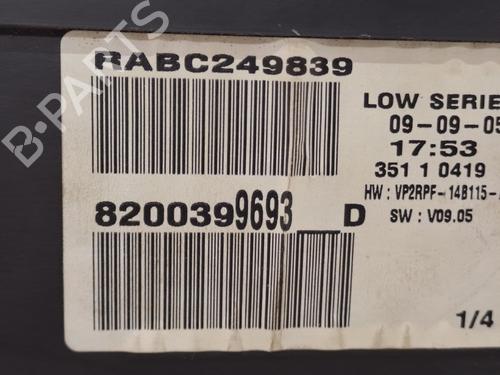 RABC249839
LOW SERIE
09-09-05
17:53
351 1 0419
HW : VP2RPF-14B115-
SW : V09.05
8200399693__D
1/4
B-PARTS